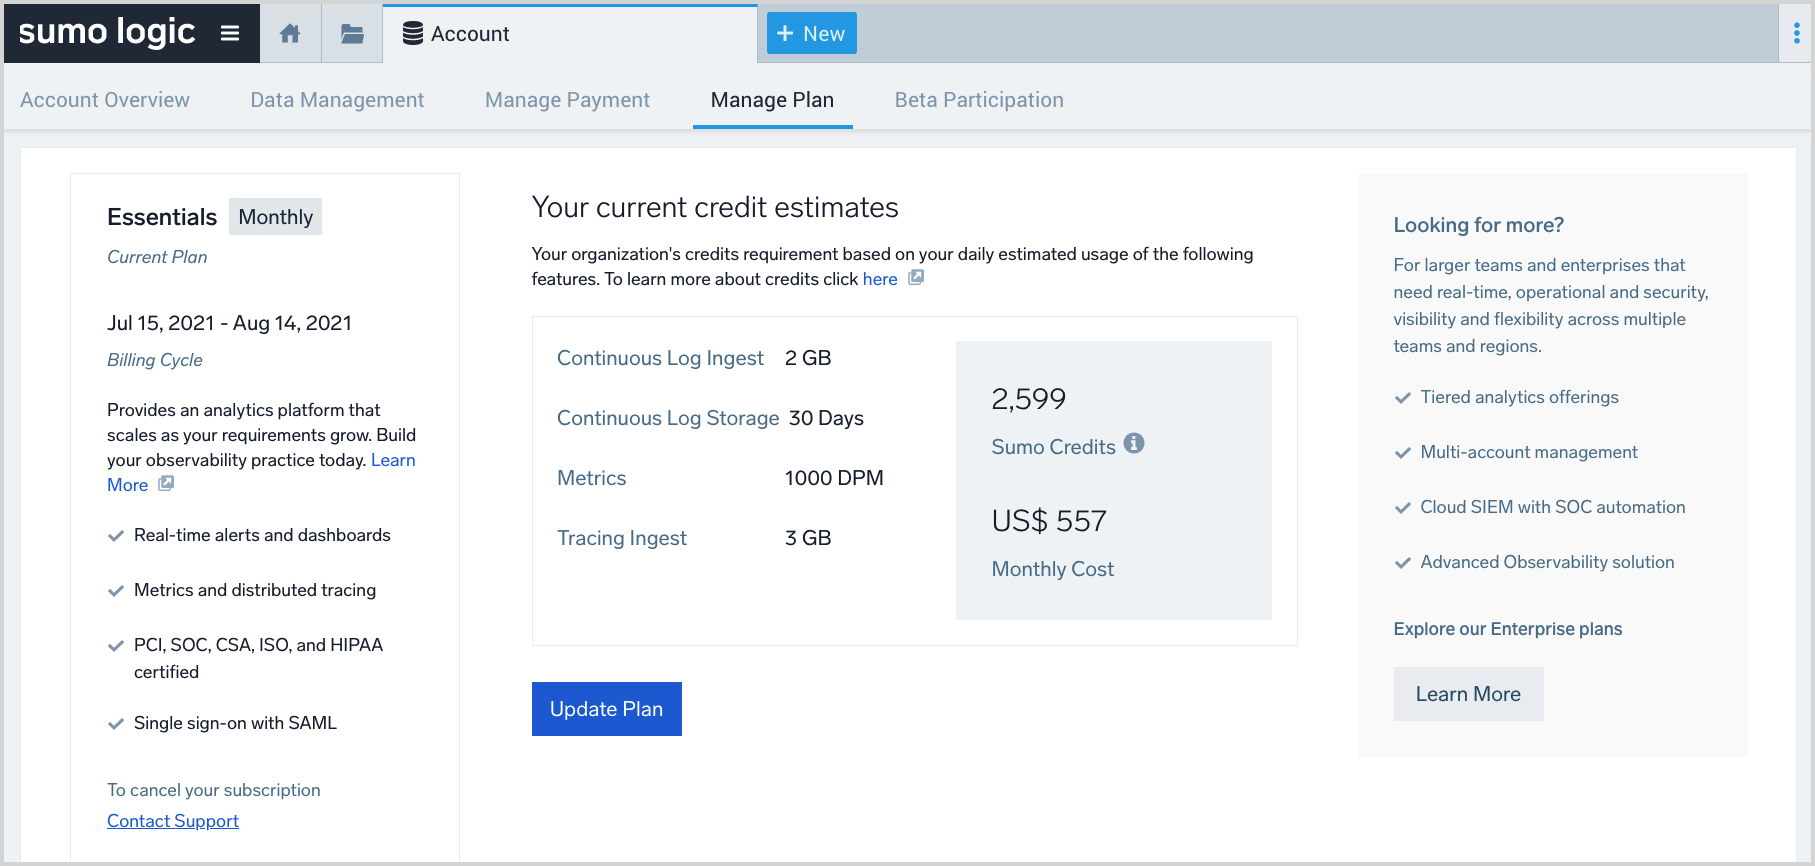 sumo logic
Account
+ New
Account Overview
Data Management
Manage Payment
Manage Plan
Beta Participation
Essentials Monthly
Current Plan
Jul 15, 2021 - Aug 14, 2021
Billing Cycle
Provides an analytics platform that
scales as your requirements grow. Build
your observability practice today. Learn
More
Real-time alerts and dashboards
Metrics and distributed tracing
PCI, SOC, CSA, ISO, and HIPAA
certified
Single sign-on with SAML
To cancel your subscription
Contact Support
Your current credit estimates
Your organization's credits requirement based on your daily estimated usage of the following
features. To learn more about credits click here
Continuous Log Ingest 2 GB
Continuous Log Storage 30 Days
Metrics 1000 DPM
Tracing Ingest 3 GB
2,599
Sumo Credits
US$ 557
Monthly Cost
Update Plan
Looking for more?
For larger teams and enterprises that
need real-time, operational and security,
visibility and flexibility across multiple
teams and regions.
Tiered analytics offerings
Multi-account management
Cloud SIEM with SOC automation
Advanced Observability solution
Explore our Enterprise plans
Learn More